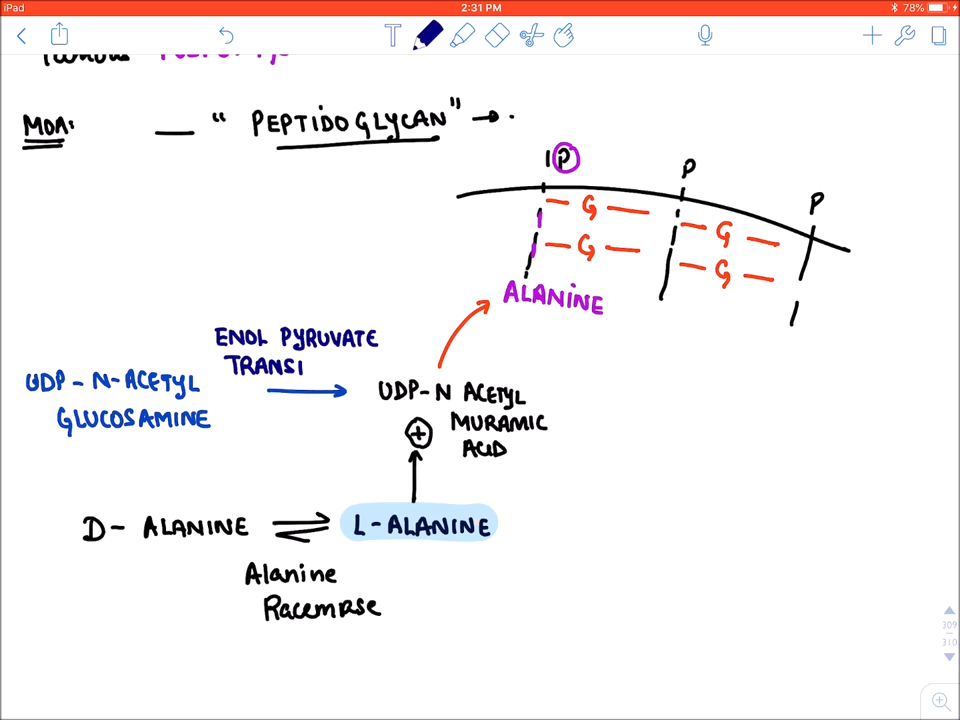 iPad
2:31 PM
78%
T
MOA:
— " PEPTIDOGLYCAN" → .
1 P P P
G G
G G
ALANINE
ENOL PYRUVATE
TRANSI
UDP - N-ACETYL
GLUCOSAMINE
UDP-N ACETYL
MURAMIC
ACID
+
D- ALANINE
L-ALANINE
Alanine
Racemase
309
310